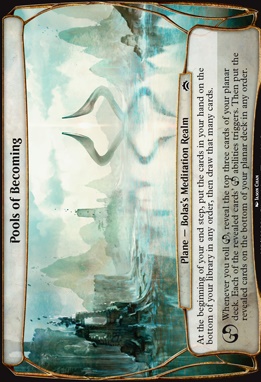 Pools of Becoming
Plane — Bolas's Meditation Realm
At the beginning of your end step, put the cards in your hand on the
bottom of your library in any order, then draw that many cards.
Whenever you roll , reveal the top three cards of your planar
deck. Each of the revealed cards' abilities triggers. Then put the
revealed cards on the bottom of your planar deck in any order.
Jason Chan